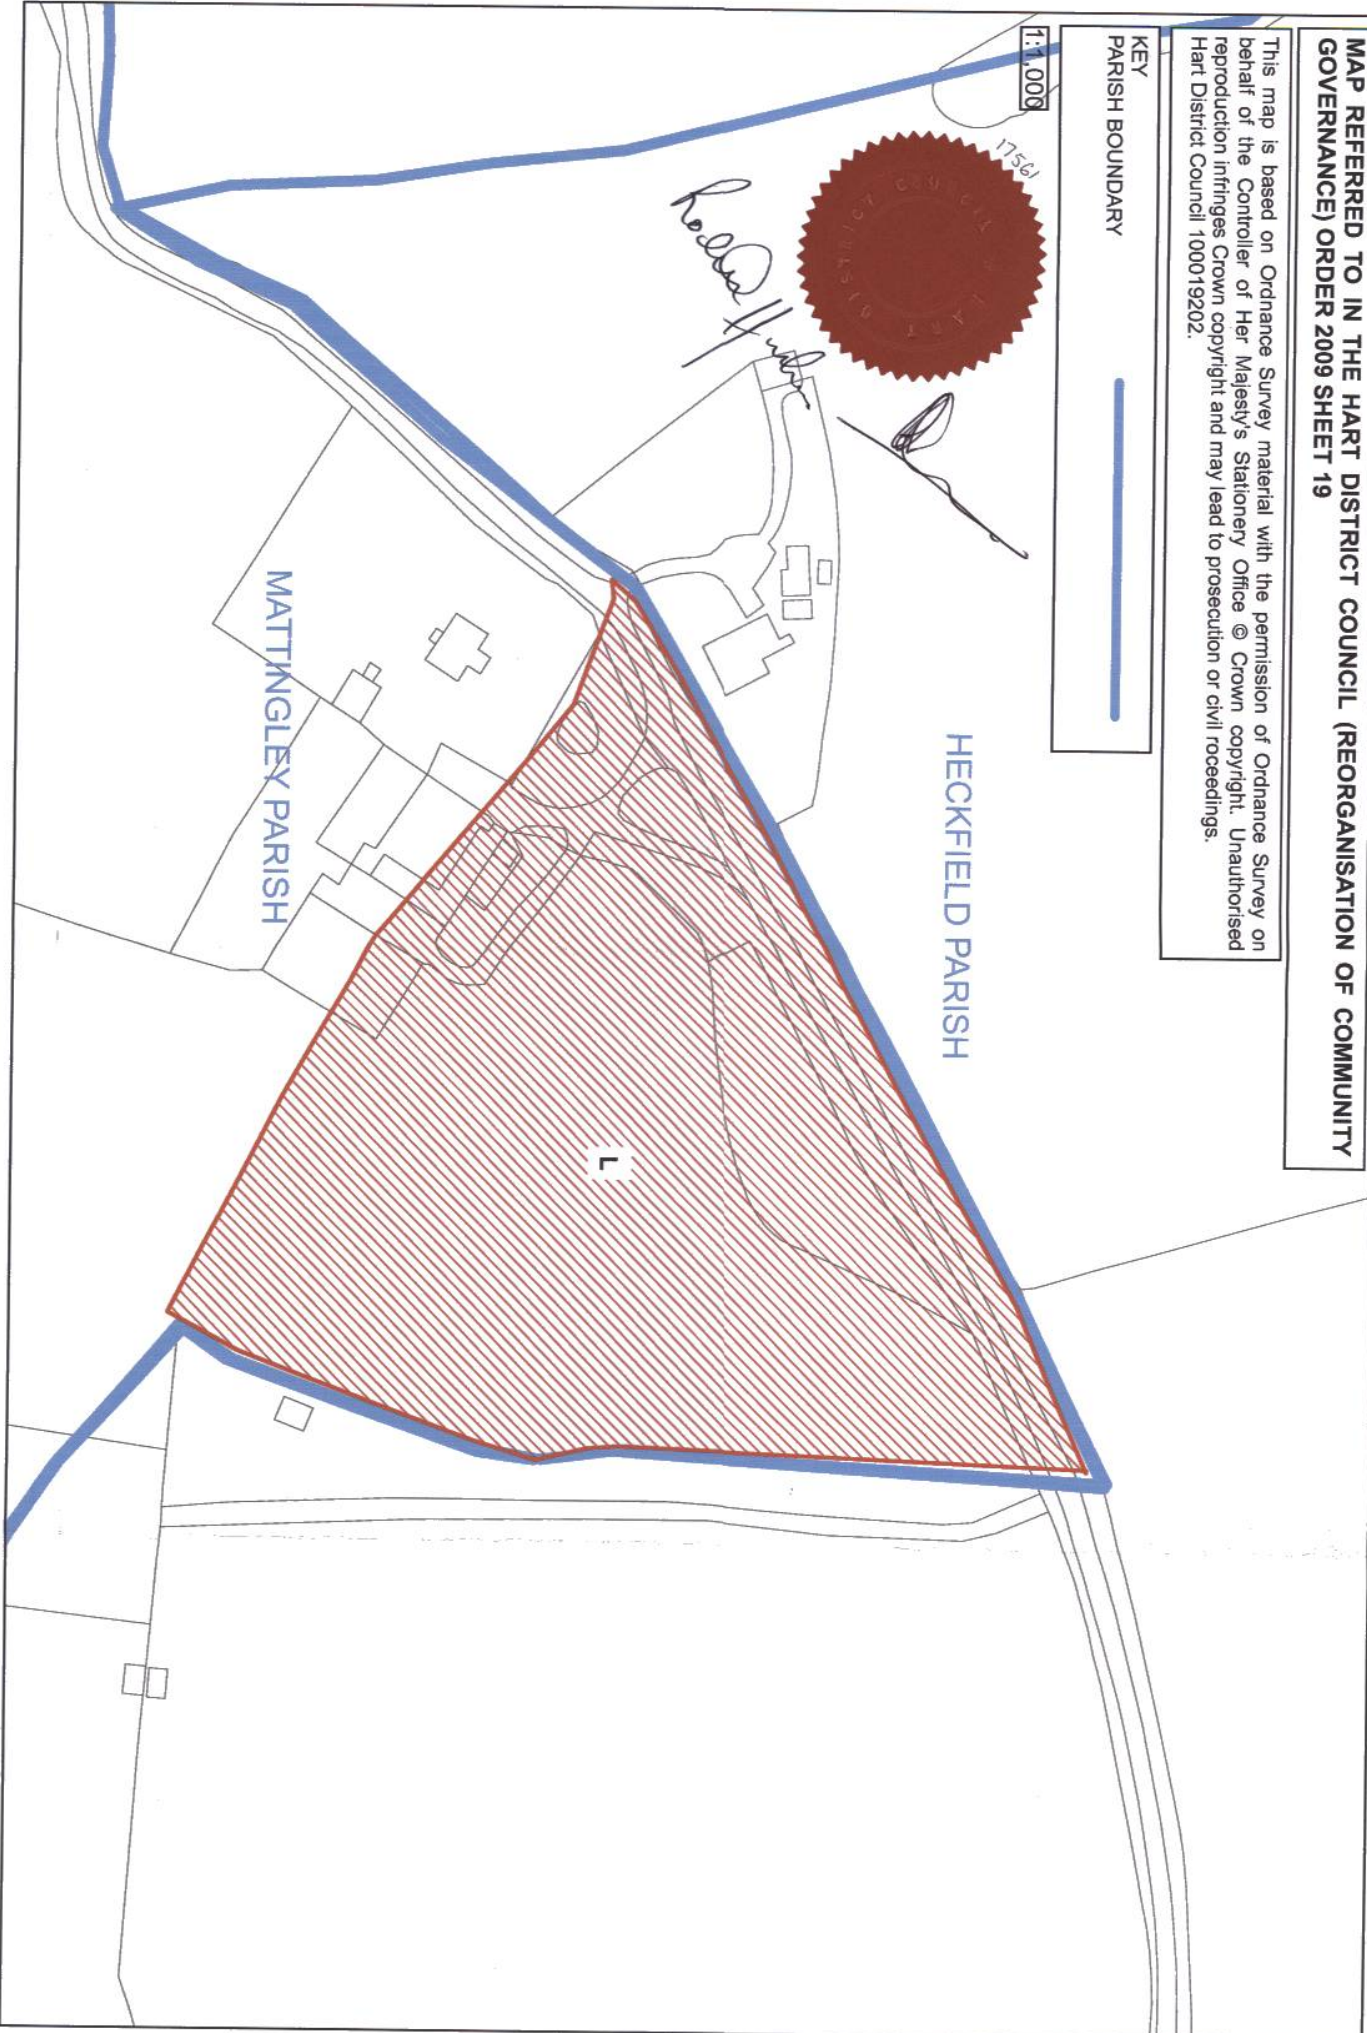 MAP REFERRED TO IN THE HART DISTRICT COUNCIL (REORGANISATION OF COMMUNITY
GOVERNANCE) ORDER 2009 SHEET 19
This map is based on Ordnance Survey material with the permission of Ordnance Survey on
behalf of the Controller of Her Majesty's Stationery Office © Crown copyright. Unauthorised
reproduction infringes Crown copyright and may lead to prosecution or civil roceedings.
Hart District Council 100019202.
KEY
PARISH BOUNDARY
1:1,000
17561
HECKFIELD PARISH
L
MATTINGLEY PARISH